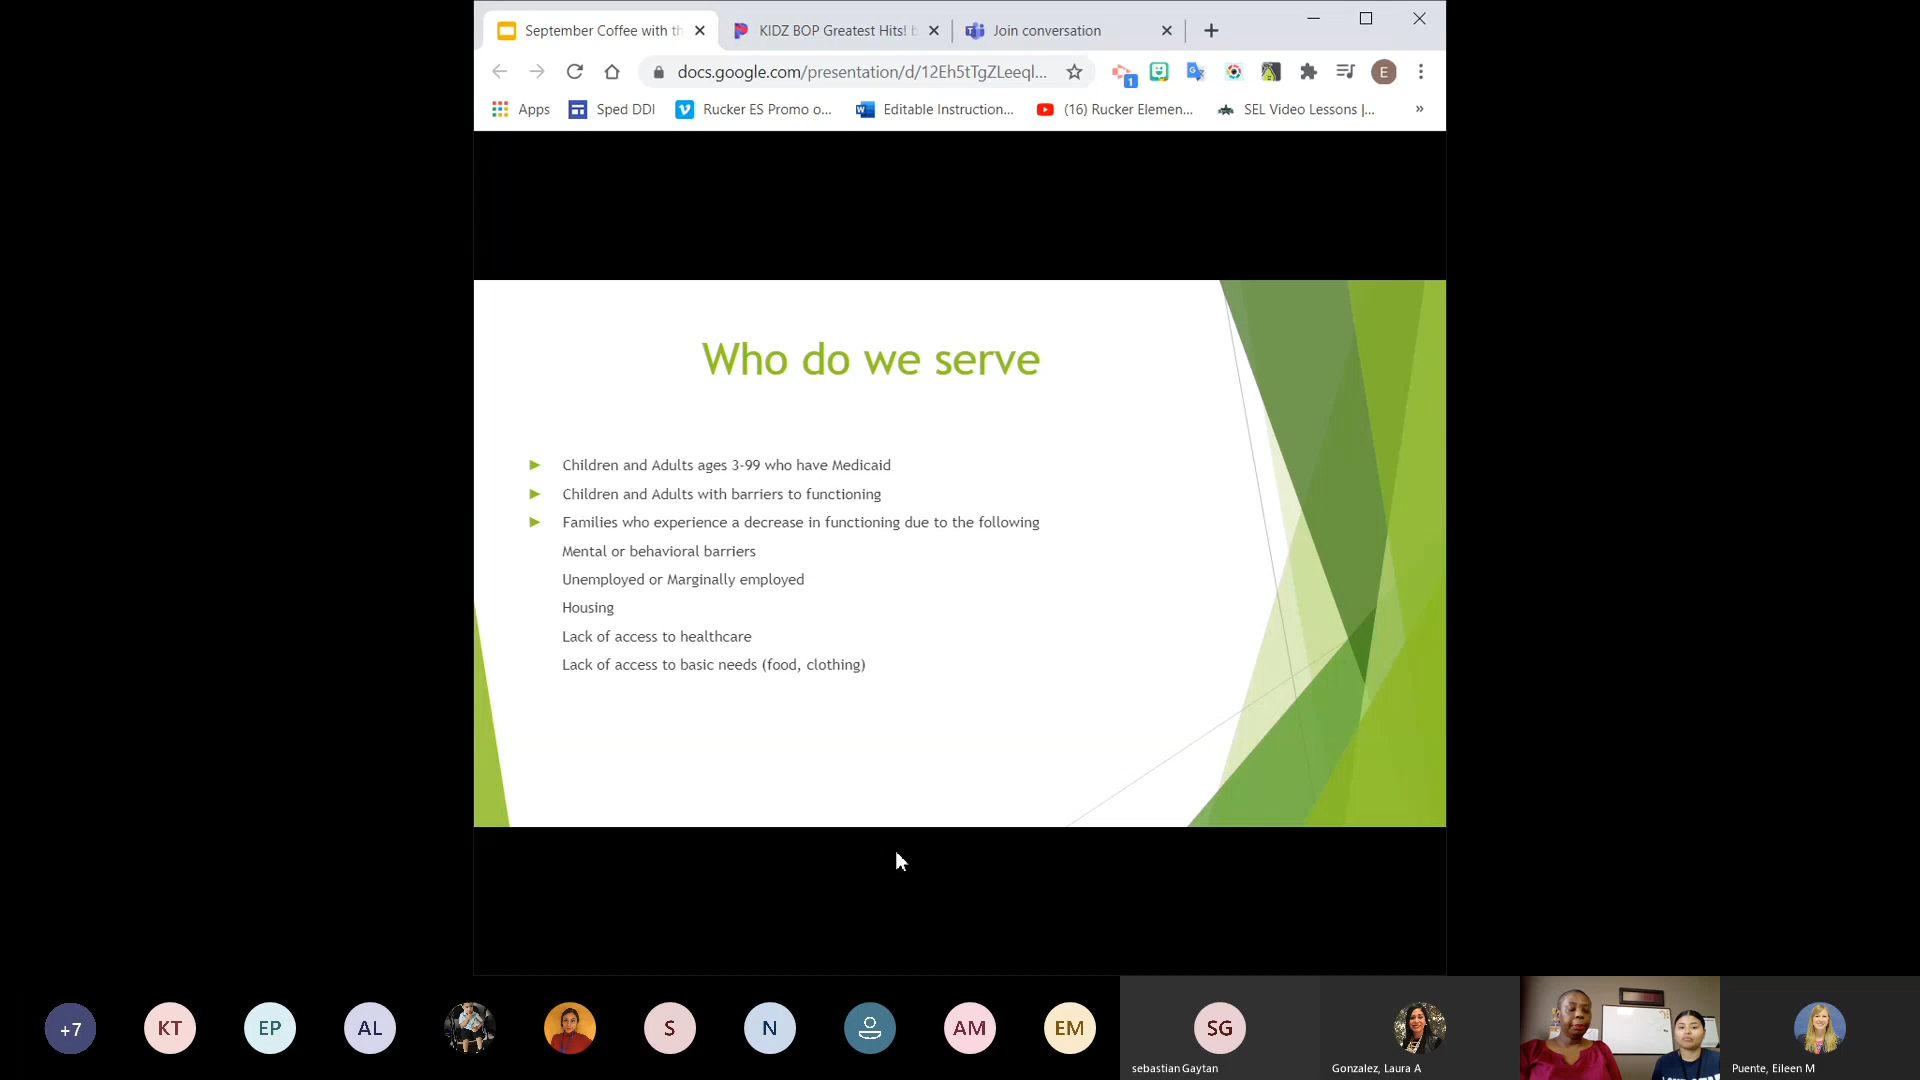 September Coffee with th
KIDZ BOP Greatest Hits! b
Join conversation
docs.google.com/presentation/d/12Eh5tTgZLeeql...
1
E
Apps
Sped DDI
Rucker ES Promo o...
Editable Instruction...
(16) Rucker Elemen...
SEL Video Lessons |...
»
Who do we serve
Children and Adults ages 3-99 who have Medicaid
Children and Adults with barriers to functioning
Families who experience a decrease in functioning due to the following
Mental or behavioral barriers
Unemployed or Marginally employed
Housing
Lack of access to healthcare
Lack of access to basic needs (food, clothing)
+7
KT
EP
AL
S
N
AM
EM
SG
sebastian Gaytan
Gonzalez, Laura A
Puente, Eileen M